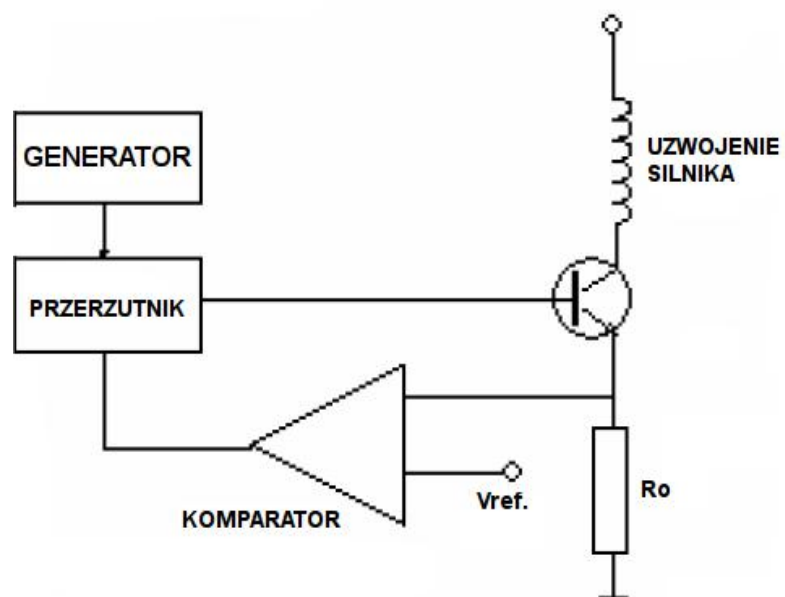 GENERATOR
UZWOJENIE
SILNIKA
PRZERZUTNIK
KOMPARATOR
Vref.
Ro